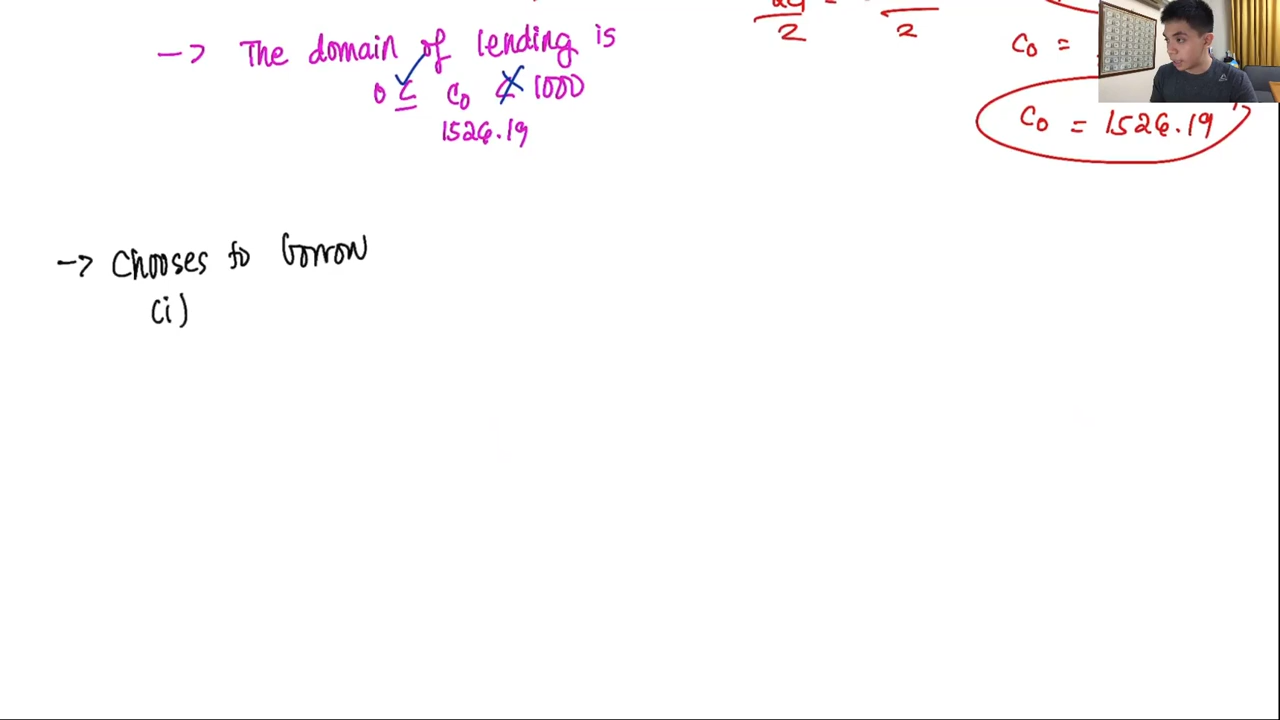 -> The domain of lending is
0 ≤ c₀ < 1000
1526.19
2 = 2
c₀ =
c₀ = 1526.19
-> Chooses to borrow
(i)